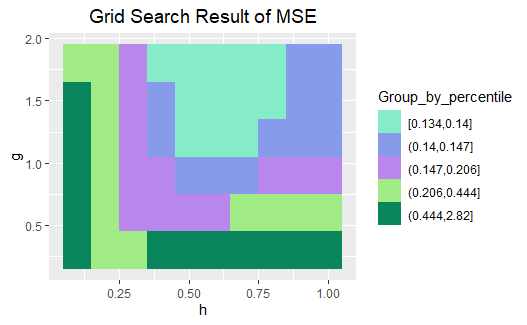 Grid Search Result of MSE
2.0
1.5
1.0
0.5
g
0.25 0.50 0.75 1.00
h
Group_by_percentile
[0.134,0.14]
(0.14,0.147]
(0.147,0.206]
(0.206,0.444]
(0.444,2.82]